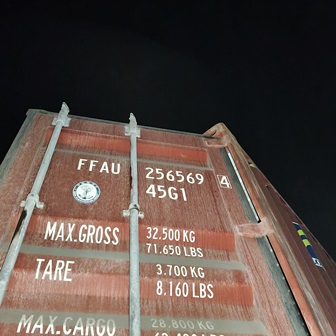 FFAU 256569 4
45G1
MAX.GROSS 32.500 KG
71.650 LBS
TARE 3.700 KG
8.160 LBS
MAX.CARGO 28.800 KG